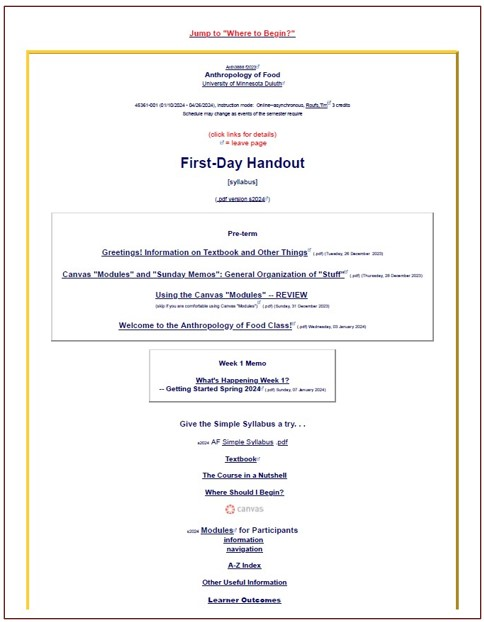 Jump to "Where to Begin?"
Anthropology of Food
University of Minnesota Duluth
(01/10/2024 - 04/26/2024), instruction mode: Online--asynchronous, 3 credits
Schedule may change as events of the semester require
(click links for details)
= leave page
First-Day Handout
[syllabus]
(.pdf version s2024)
Pre-term
Greetings! Information on Textbook and Other Things (.pdf) (Tuesday, 26 December 2023)
Canvas "Modules" and "Sunday Memos": General Organization of "Stuff" (.pdf) (Thursday, 28 December 2023)
Using the Canvas "Modules" -- REVIEW
(skip if you are comfortable using Canvas "Modules") (.pdf) (Sunday, 31 December 2023)
Welcome to the Anthropology of Food Class! (.pdf) Wednesday, 03 January 2024)
Week 1 Memo
What's Happening Week 1?
-- Getting Started Spring 2024 (.pdf) Sunday, 07 January 2024)
Give the Simple Syllabus a try. . .
s2024 AF Simple Syllabus .pdf
Textbook
The Course in a Nutshell
Where Should I Begin?
canvas
s2024 Modules for Participants
information
navigation
A-Z Index
Other Useful Information
Learner Outcomes